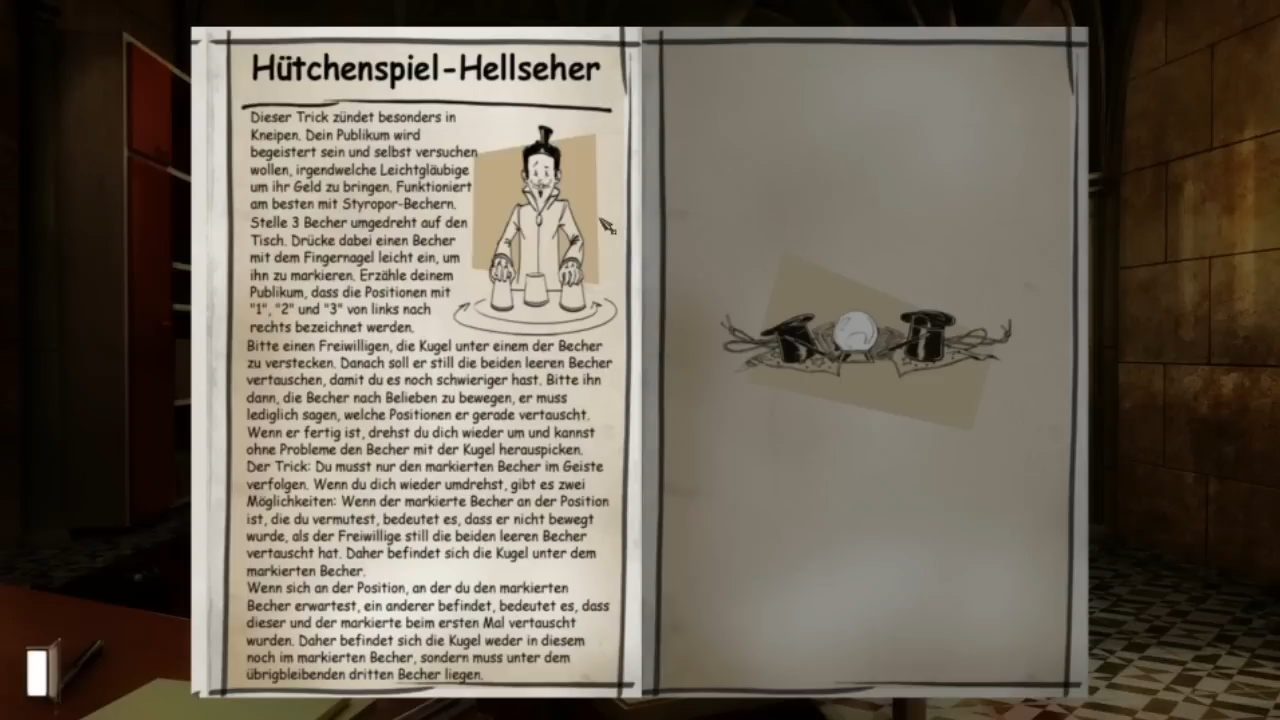 Hütchenspiel-Hellseher
Dieser Trick zündet besonders in
Kneipen. Dein Publikum wird
begeistert sein und selbst versuchen
wollen, irgendwelche Leichtgläubige
um ihr Geld zu bringen. Funktioniert
am besten mit Styropor-Bechern.
Stelle 3 Becher umgedreht auf den
Tisch. Drücke dabei einen Becher
mit dem Fingernagel leicht ein, um
ihn zu markieren. Erzähle deinem
Publikum, dass die Positionen mit
"1", "2" und "3" von links nach
rechts bezeichnet werden.
Bitte einen Freiwilligen, die Kugel unter einem der Becher
zu verstecken. Danach soll er still die beiden leeren Becher
vertauschen, damit du es noch schwieriger hast. Bitte ihn
dann, die Becher nach Belieben zu bewegen, er muss
lediglich sagen, welche Positionen er gerade vertauscht.
Wenn er fertig ist, drehst du dich wieder um und kannst
ohne Probleme den Becher mit der Kugel herauspicken.
Der Trick: Du musst nur den markierten Becher im Geiste
verfolgen. Wenn du dich wieder umdrehst, gibt es zwei
Möglichkeiten: Wenn der markierte Becher an der Position
ist, die du vermutest, bedeutet es, dass er nicht bewegt
wurde, als der Freiwillige still die beiden leeren Becher
vertauscht hat. Daher befindet sich die Kugel unter dem
markierten Becher.
Wenn sich an der Position, an der du den markierten
Becher erwartest, ein anderer befindet, bedeutet es, dass
dieser und der markierte beim ersten Mal vertauscht
wurden. Daher befindet sich die Kugel weder in diesem
noch im markierten Becher, sondern muss unter dem
übrigbleibenden dritten Becher liegen.